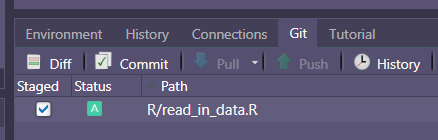 Environment History Connections Git Tutorial
Diff Commit Pull Push History
Staged Status Path
A R/read_in_data.R